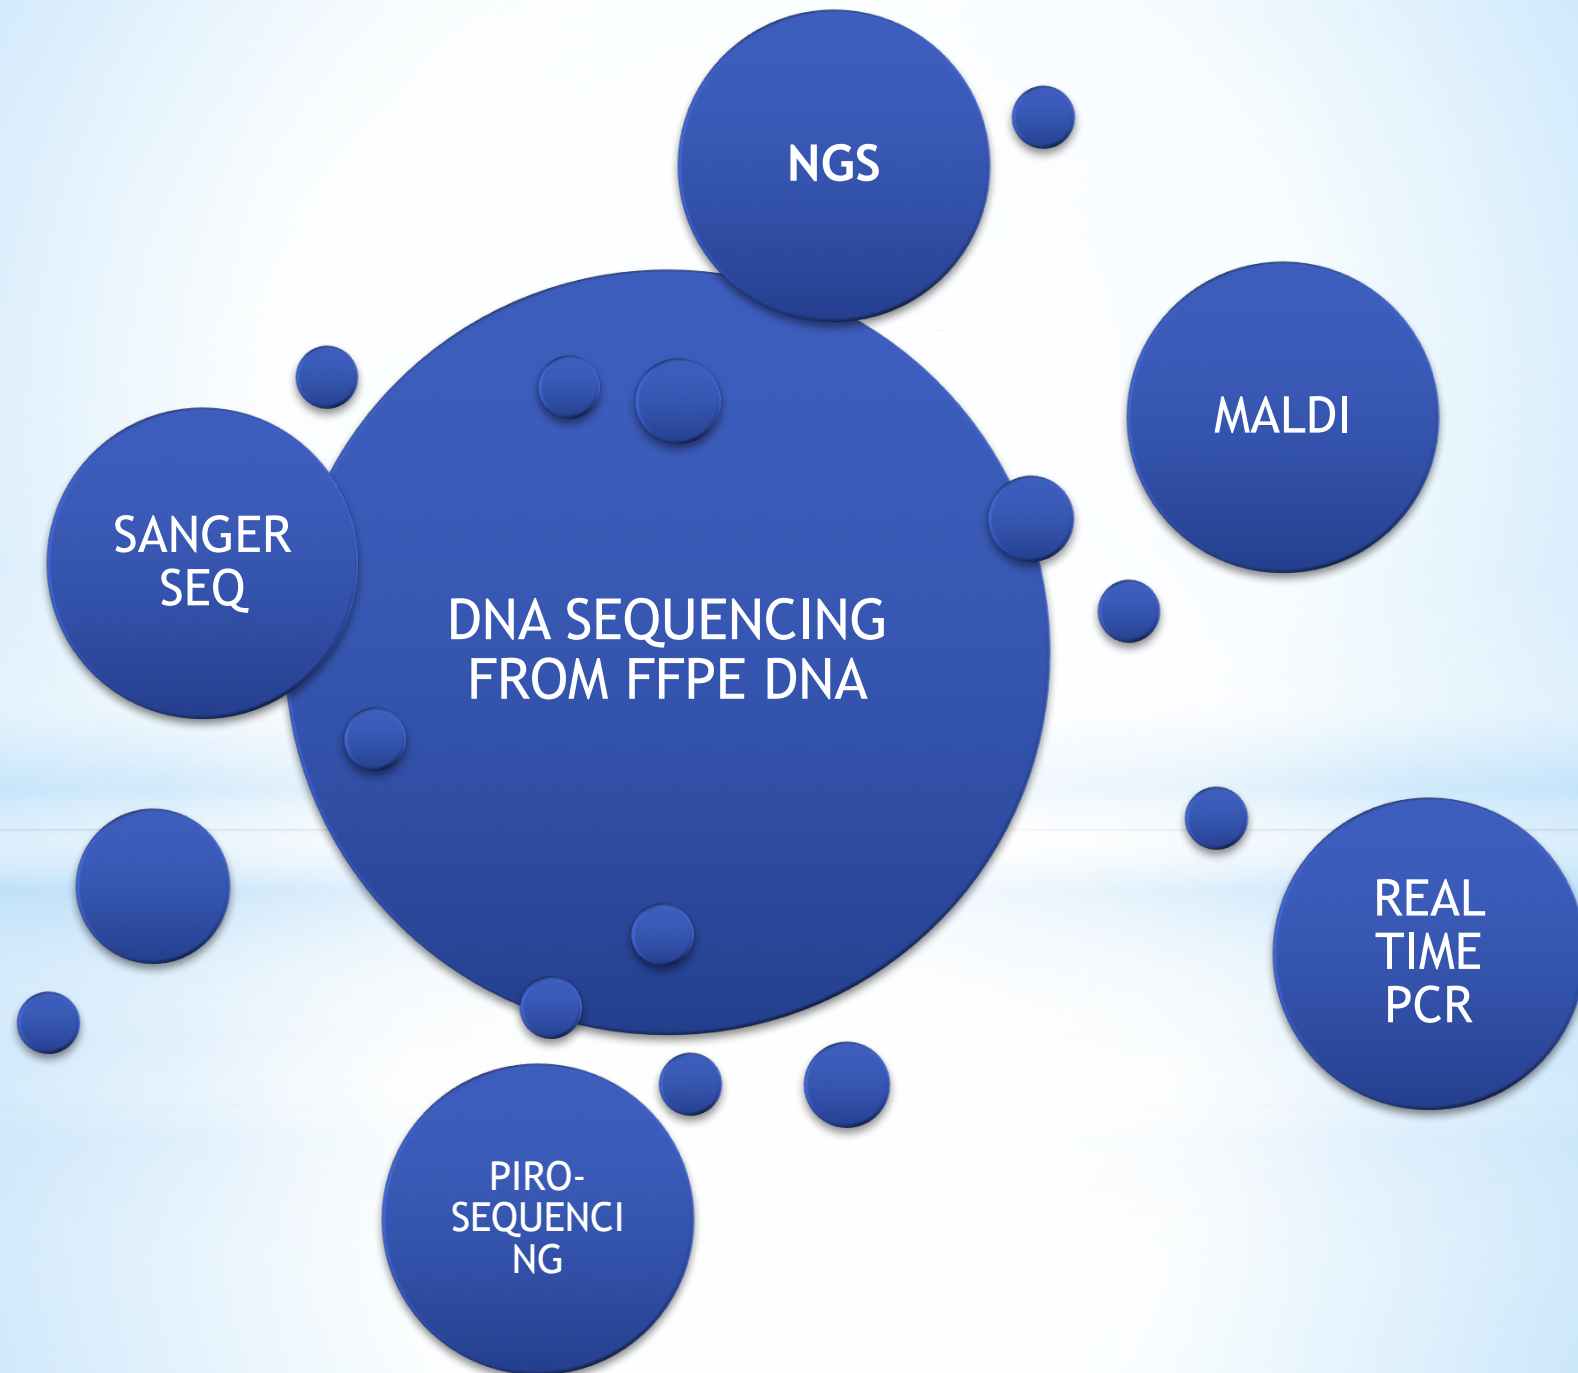 NGS
MALDI
SANGER
SEQ
DNA SEQUENCING
FROM FFPE DNA
REAL
TIME
PCR
PIRO-
SEQUENCI
NG